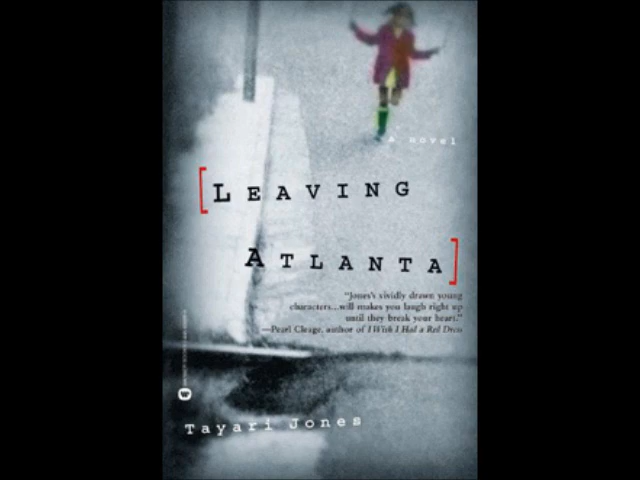 a novel
[LEAVING
ATLANTA]
"Jones's vividly drawn young
characters...will makes you laugh right up
until they break your heart."
—Pearl Cleage, author of I Wish I Had a Red Dress
Tayari Jones